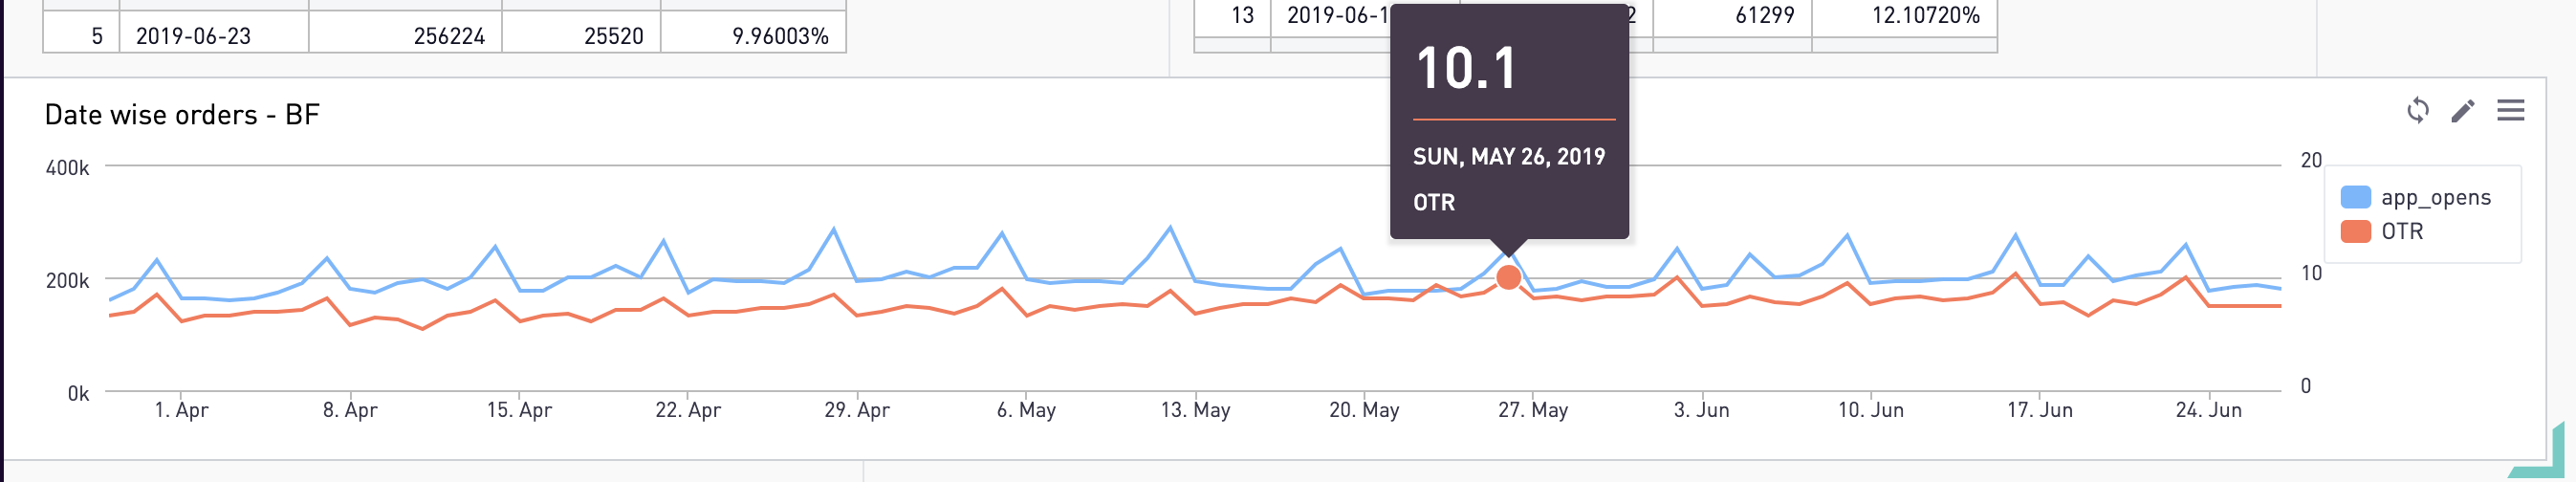 5 2019-06-23 256224 25520 9.96003%
13 2019-06-1 2 61299 12.10720%
10.1
SUN, MAY 26, 2019
OTR
Date wise orders - BF
400k
200k
0k
20
10
0
app_opens
OTR
1. Apr 8. Apr 15. Apr 22. Apr 29. Apr 6. May 13. May 20. May 27. May 3. Jun 10. Jun 17. Jun 24. Jun